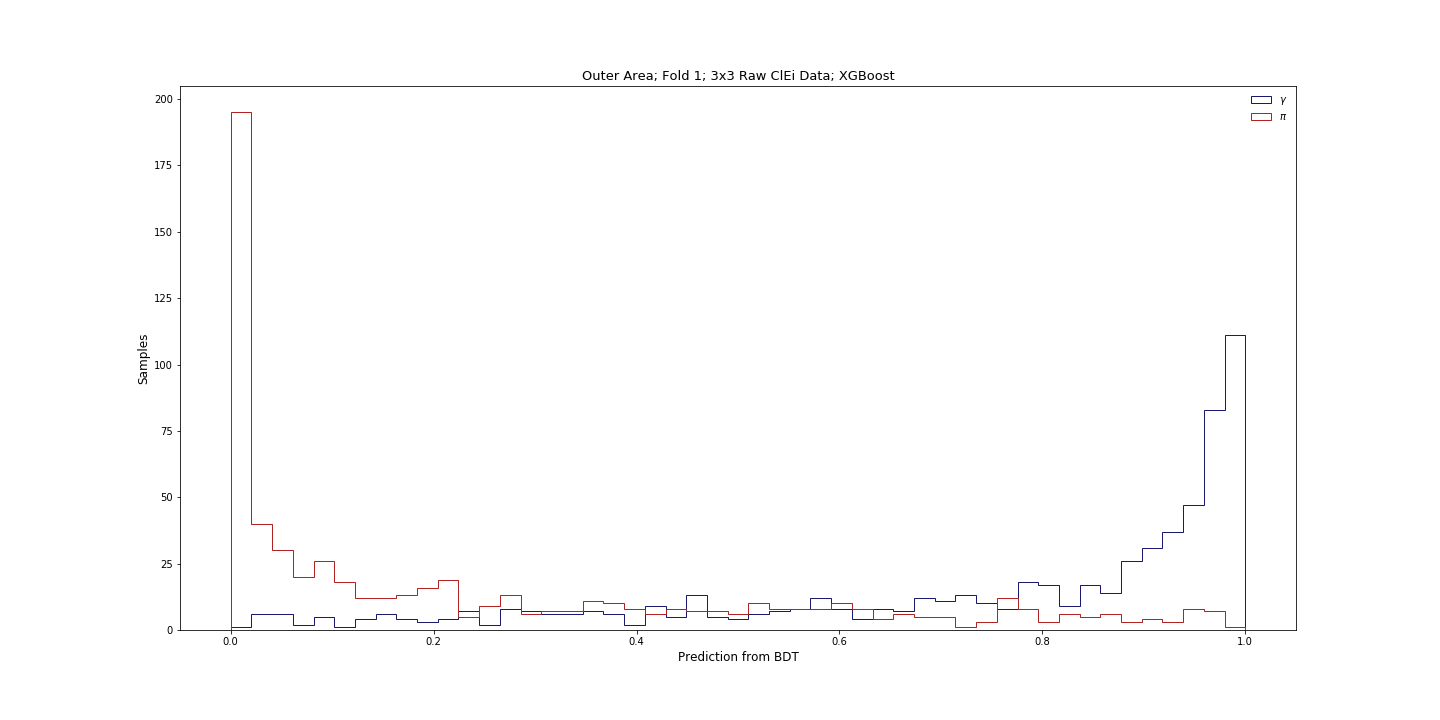 Outer Area; Fold 1; 3x3 Raw ClEi Data; XGBoost
γ
π
200
175
150
125
100
75
50
25
0
Samples
0.0 0.2 0.4 0.6 0.8 1.0
Prediction from BDT